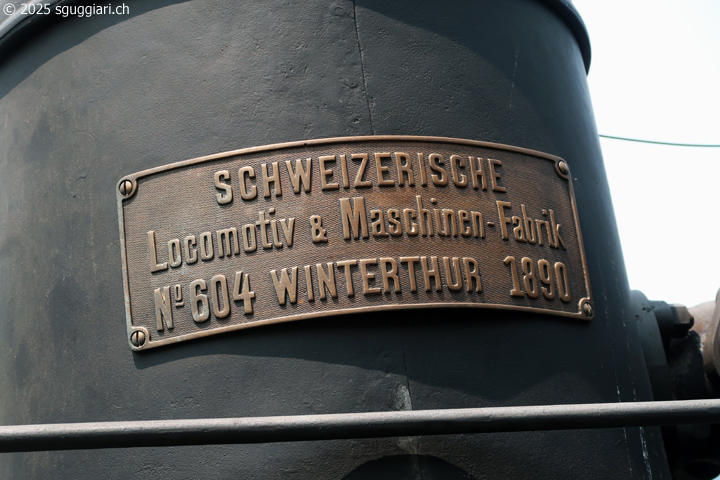 © 2025 sguggiari.ch
SCHWEIZERISCHE
Locomotiv & Maschinen-Fabrik
Nº 604 WINTERTHUR 1890